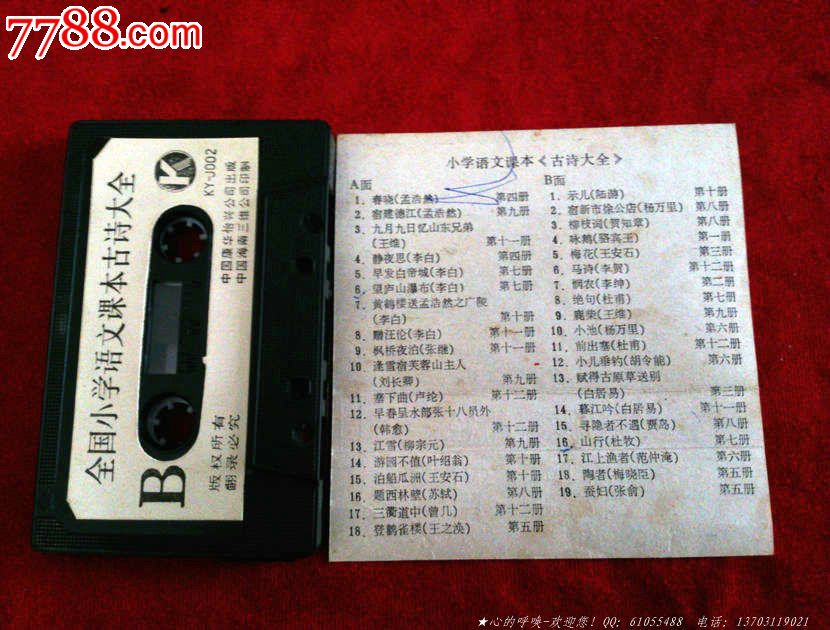 7788.com
全国小学语文课本古诗大全
B
版权所有
翻录必究
中国康华怡兴公司出版
中国海南三维公司印制
KY-J002
K
小学语文课本《古诗大全》
A面
1. 春晓(孟浩然) 第四册
2. 宿建德江(孟浩然) 第九册
3. 九月九日忆山东兄弟
(王维) 第十一册
4. 静夜思(李白) 第四册
5. 早发白帝城(李白) 第七册
6. 望庐山瀑布(李白) 第七册
7. 黄鹤楼送孟浩然之广陵
(李白) 第十册
8. 赠汪伦(李白) 第十一册
9. 枫桥夜泊(张继) 第十一册
10. 逢雪宿芙蓉山主人
(刘长卿) 第九册
11. 塞下曲(卢纶) 第十二册
12. 早春呈水部张十八员外
(韩愈) 第十二册
13. 江雪(柳宗元) 第九册
14. 游园不值(叶绍翁) 第十册
15. 泊船瓜洲(王安石) 第十册
16. 题西林壁(苏轼) 第八册
17. 三衢道中(曾几) 第十二册
18. 登鹳雀楼(王之涣) 第五册
B面
1. 示儿(陆游) 第十册
2. 宿新市徐公店(杨万里) 第八册
3. 柳枝词(贺知章) 第八册
4. 咏鹅(骆宾王) 第一册
5. 梅花(王安石) 第三册
6. 马诗(李贺) 第十二册
7. 悯农(李绅) 第二册
8. 绝句(杜甫) 第七册
9. 鹿柴(王维) 第九册
10. 小池(杨万里) 第六册
11. 前出塞(杜甫) 第十二册
12. 小儿垂钓(胡令能) 第六册
13. 赋得古原草送别
(白居易) 第三册
14. 暮江吟(白居易) 第十一册
15. 寻隐者不遇(贾岛) 第八册
16. 山行(杜牧) 第七册
17. 江上渔者(范仲淹) 第六册
18. 陶者(梅晓臣) 第五册
19. 蚕妇(张俞) 第五册
★心的呼唤-欢迎您! QQ: 61055488 电话: 13703119021